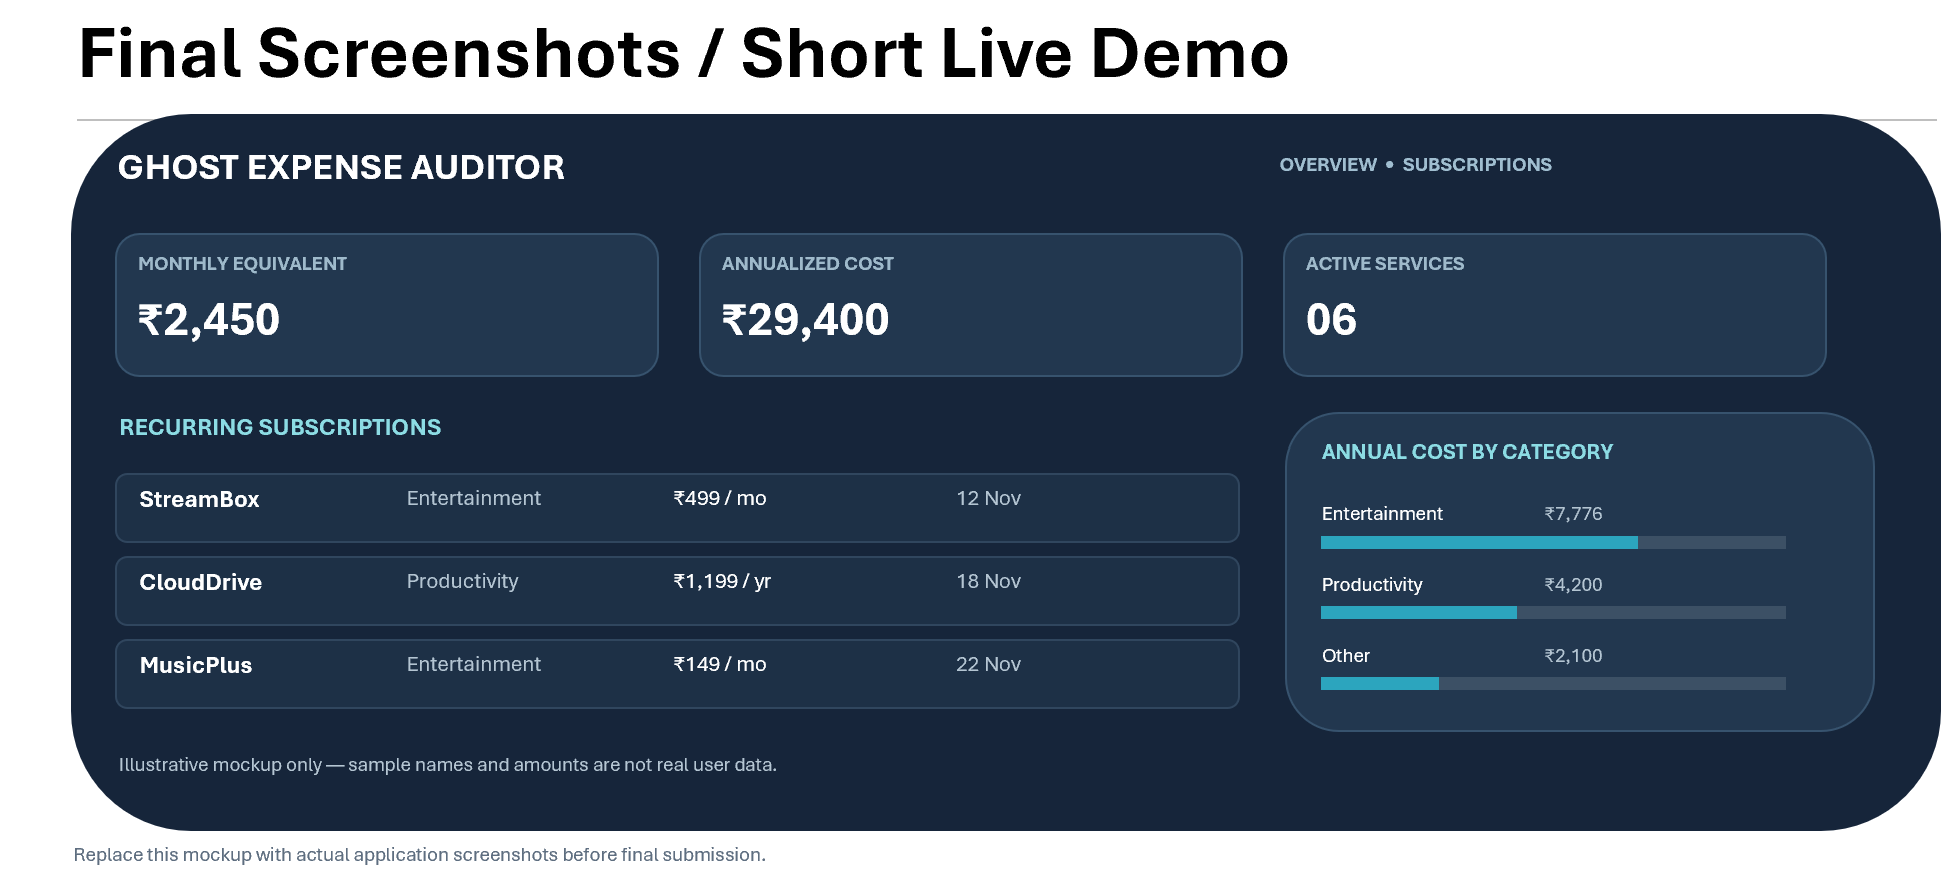 Final Screenshots / Short Live Demo
GHOST EXPENSE AUDITOR
OVERVIEW • SUBSCRIPTIONS
MONTHLY EQUIVALENT
₹2,450
ANNUALIZED COST
₹29,400
ACTIVE SERVICES
06
RECURRING SUBSCRIPTIONS
StreamBox Entertainment ₹499 / mo 12 Nov
CloudDrive Productivity ₹1,199 / yr 18 Nov
MusicPlus Entertainment ₹149 / mo 22 Nov
ANNUAL COST BY CATEGORY
Entertainment ₹7,776
Productivity ₹4,200
Other ₹2,100
Illustrative mockup only — sample names and amounts are not real user data.
Replace this mockup with actual application screenshots before final submission.